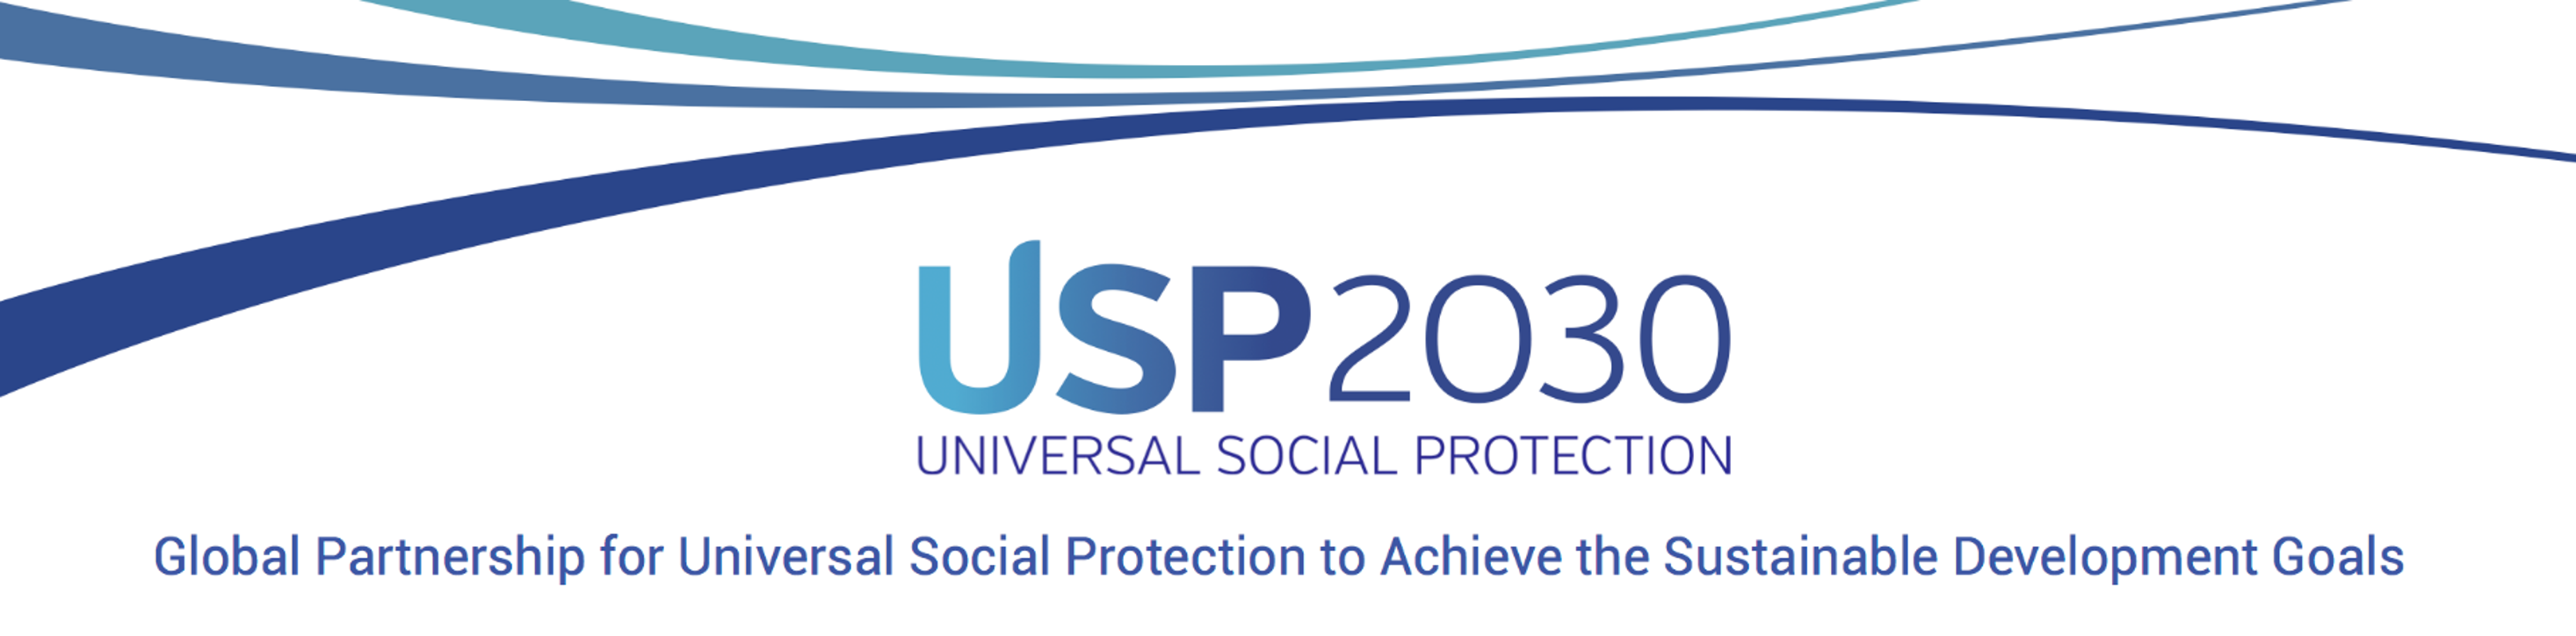 USP2030
UNIVERSAL SOCIAL PROTECTION
Global Partnership for Universal Social Protection to Achieve the Sustainable Development Goals